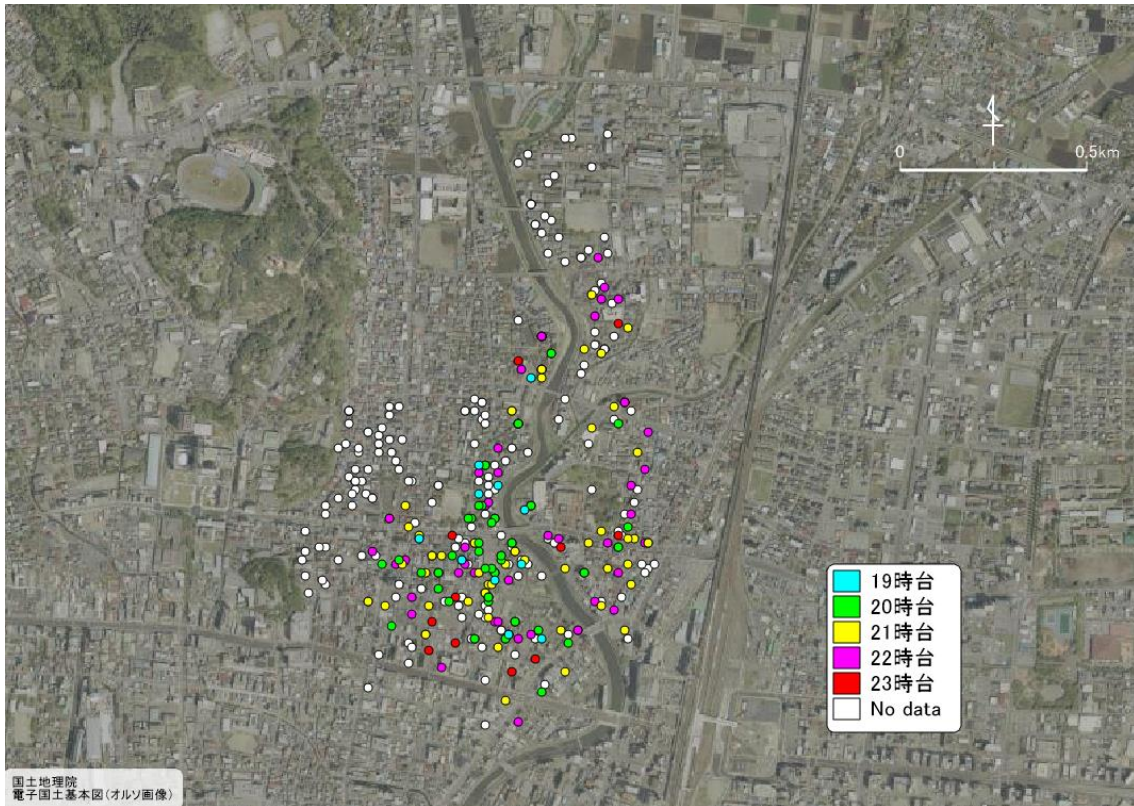 0 0.5km
19時台
20時台
21時台
22時台
23時台
No data
国土地理院
電子国土基本図(オルソ画像)